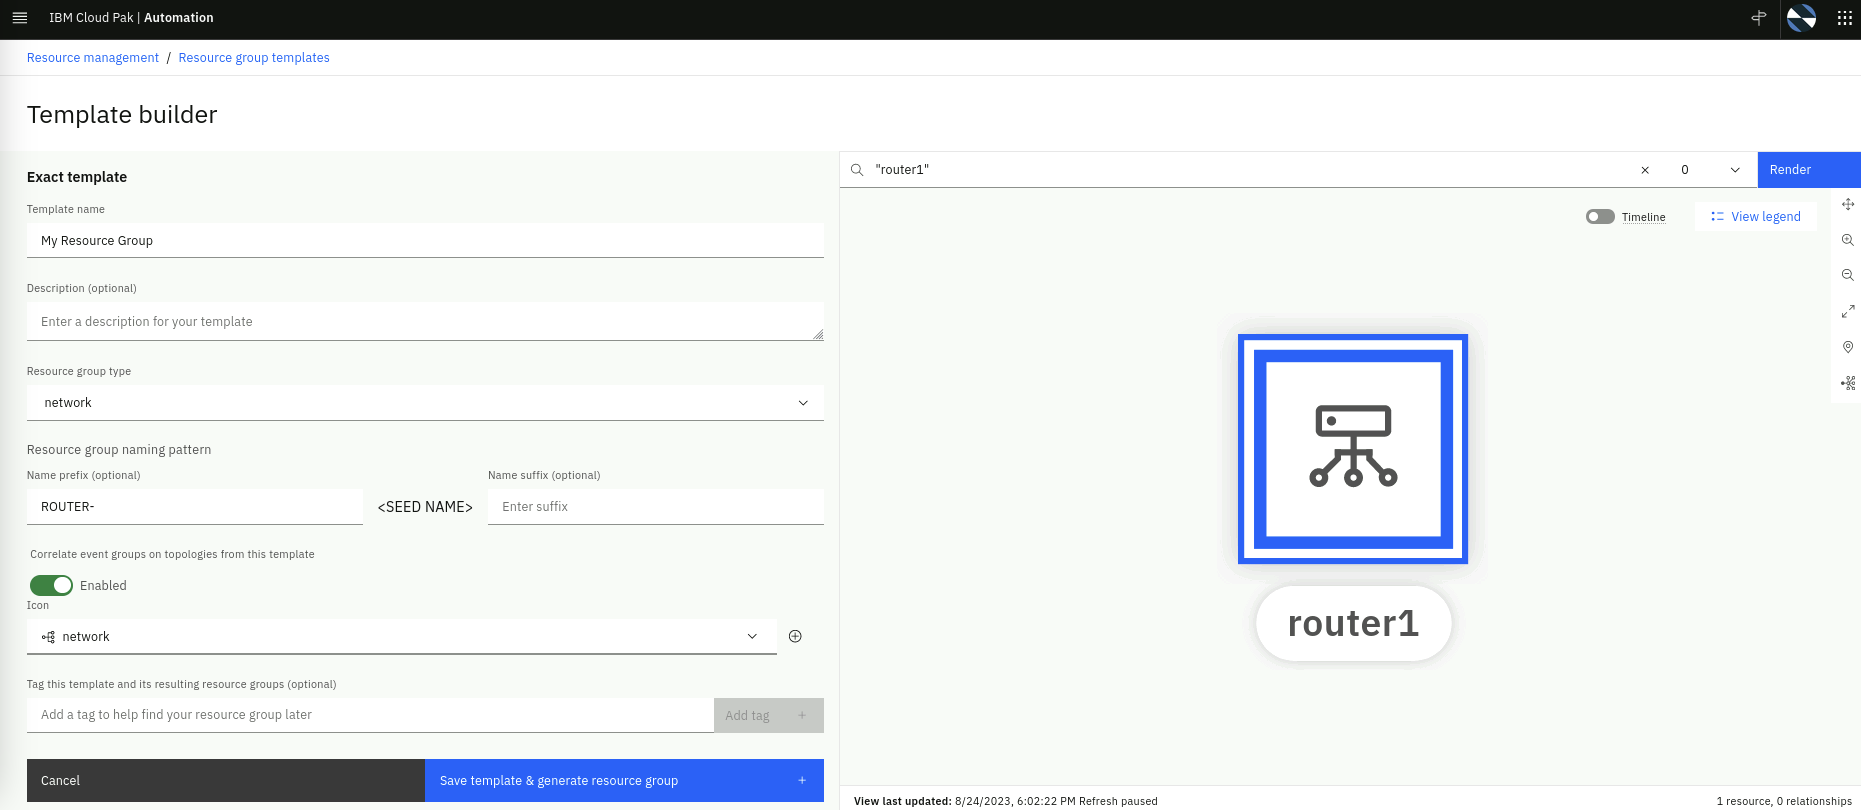 IBM Cloud Pak | Automation
Resource management / Resource group templates
Template builder
Exact template
Template name
My Resource Group
Description (optional)
Enter a description for your template
Resource group type
network
Resource group naming pattern
Name prefix (optional)
Name suffix (optional)
ROUTER-
<SEED NAME>
Enter suffix
Correlate event groups on topologies from this template
Enabled
Icon
network
Tag this template and its resulting resource groups (optional)
Add a tag to help find your resource group later
Add tag +
Cancel
Save template & generate resource group +
"router1"
0
Render
Timeline
View legend
router1
View last updated: 8/24/2023, 6:02:22 PM Refresh paused
1 resource, 0 relationships